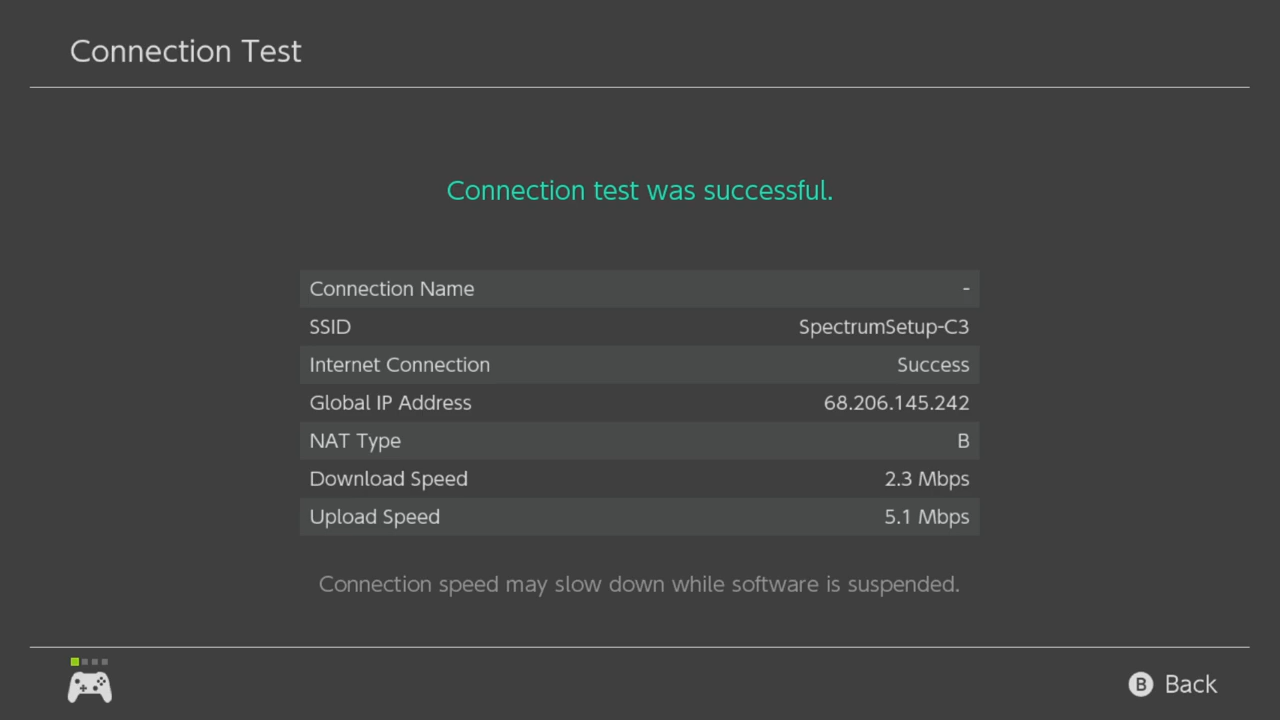 Connection Test
Connection test was successful.
Connection Name -
SSID SpectrumSetup-C3
Internet Connection Success
Global IP Address 68.206.145.242
NAT Type B
Download Speed 2.3 Mbps
Upload Speed 5.1 Mbps
Connection speed may slow down while software is suspended.
B Back